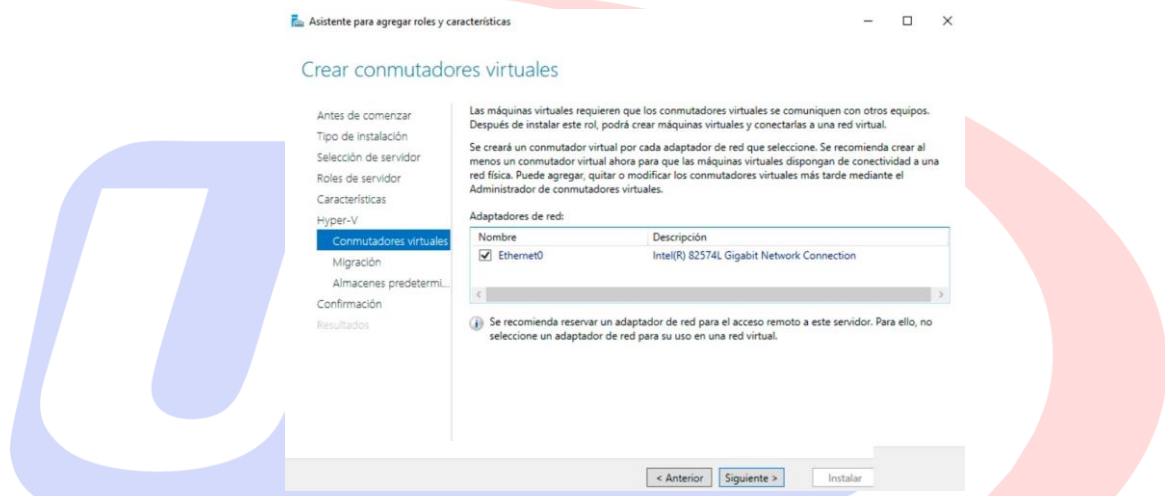 Asistente para agregar roles y características
Crear conmutadores virtuales
Antes de comenzar
Tipo de instalación
Selección de servidor
Roles de servidor
Características
Hyper-V
Conmutadores virtuales
Migración
Almacenes predetermi...
Confirmación
Resultados
Las máquinas virtuales requieren que los conmutadores virtuales se comuniquen con otros equipos.
Después de instalar este rol, podrá crear máquinas virtuales y conectarlas a una red virtual.
Se creará un conmutador virtual por cada adaptador de red que seleccione. Se recomienda crear al
menos un conmutador virtual ahora para que las máquinas virtuales dispongan de conectividad a una
red física. Puede agregar, quitar o modificar los conmutadores virtuales más tarde mediante el
Administrador de conmutadores virtuales.
Adaptadores de red:
Nombre Descripción
Ethernet0 Intel(R) 82574L Gigabit Network Connection
Se recomienda reservar un adaptador de red para el acceso remoto a este servidor. Para ello, no
seleccione un adaptador de red para su uso en una red virtual.
< Anterior Siguiente > Instalar